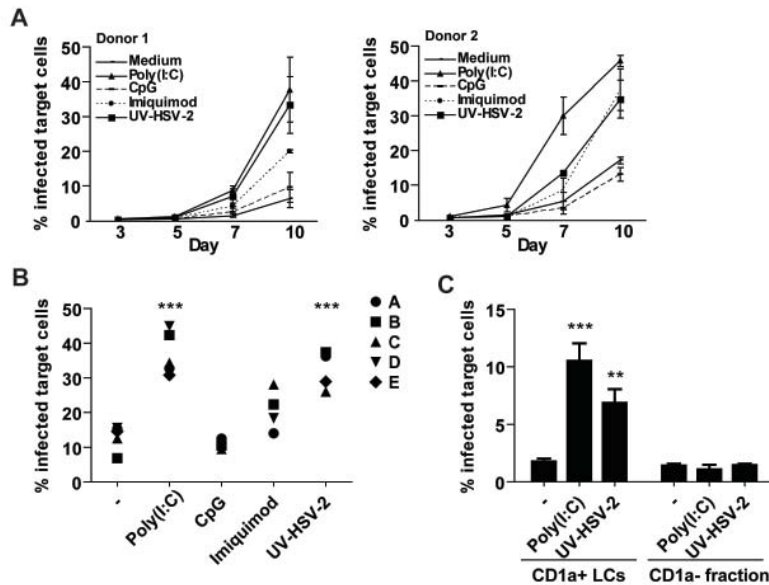 A
Donor 1
Medium
Poly(I:C)
CpG
Imiquimod
UV-HSV-2
% infected target cells
50
40
30
20
10
0
3 5 7 10
Day
Donor 2
Medium
Poly(I:C)
CpG
Imiquimod
UV-HSV-2
% infected target cells
50
40
30
20
10
0
3 5 7 10
Day
B
% infected target cells
50
40
30
20
10
0
*** ***
A
B
C
D
E
- Poly(I:C) CpG Imiquimod UV-HSV-2
C
% infected target cells
15
10
5
0
***
**
- Poly(I:C) UV-HSV-2 - Poly(I:C) UV-HSV-2
CD1a+ LCs CD1a- fraction